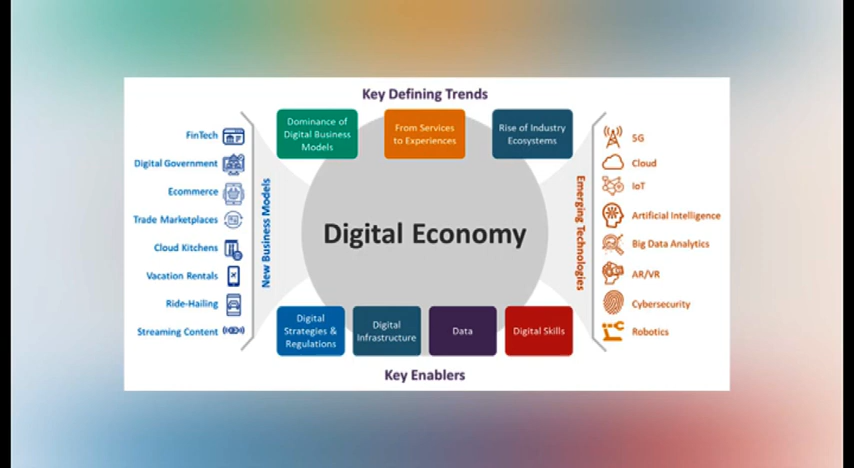 Key Defining Trends
Dominance of
Digital Business
Models
From Services
to Experiences
Rise of Industry
Ecosystems
FinTech
Digital Government
Ecommerce
Trade Marketplaces
Cloud Kitchens
Vacation Rentals
Ride-Hailing
Streaming Content
New Business Models
Digital Economy
Emerging Technologies
5G
Cloud
IoT
Artificial Intelligence
Big Data Analytics
AR/VR
Cybersecurity
Robotics
Digital
Strategies &
Regulations
Digital
Infrastructure
Data
Digital Skills
Key Enablers